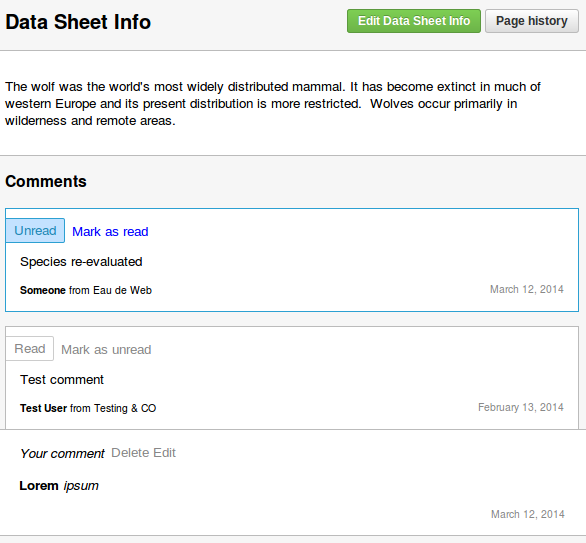 Data Sheet Info
Edit Data Sheet Info
Page history
The wolf was the world's most widely distributed mammal. It has become extinct in much of
western Europe and its present distribution is more restricted.  Wolves occur primarily in
wilderness and remote areas.
Comments
Unread Mark as read
Species re-evaluated
Someone from Eau de Web March 12, 2014
Read Mark as unread
Test comment
Test User from Testing & CO February 13, 2014
Your comment Delete Edit
Lorem ipsum
March 12, 2014